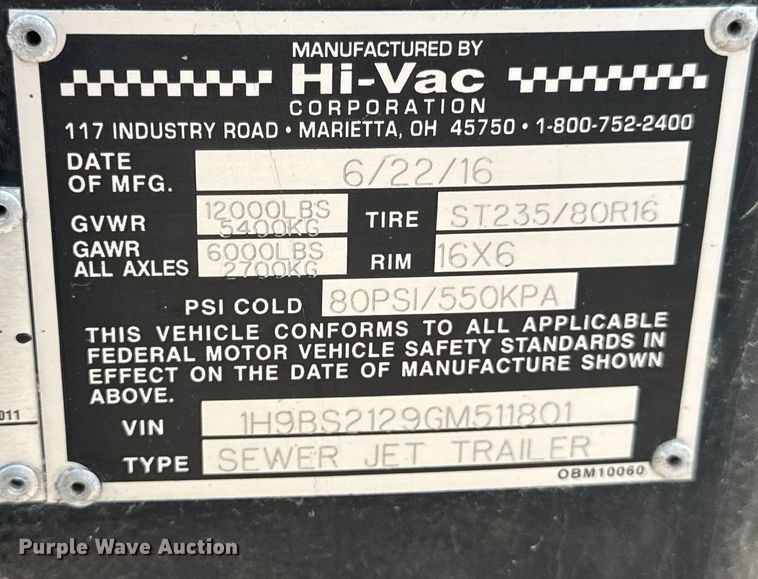 MANUFACTURED BY
Hi-Vac
CORPORATION
117 INDUSTRY ROAD • MARIETTA, OH 45750 • 1-800-752-2400
DATE OF MFG. 6/22/16
GVWR 12000LBS 5400KG TIRE ST235/80R16
GAWR ALL AXLES 6000LBS 2700KG RIM 16X6
PSI COLD 80PSI/550KPA
THIS VEHICLE CONFORMS TO ALL APPLICABLE
FEDERAL MOTOR VEHICLE SAFETY STANDARDS IN
EFFECT ON THE DATE OF MANUFACTURE SHOWN
ABOVE.
VIN 1H9BS2129GM511801
TYPE SEWER JET TRAILER
OBM10060
011
Purple Wave Auction